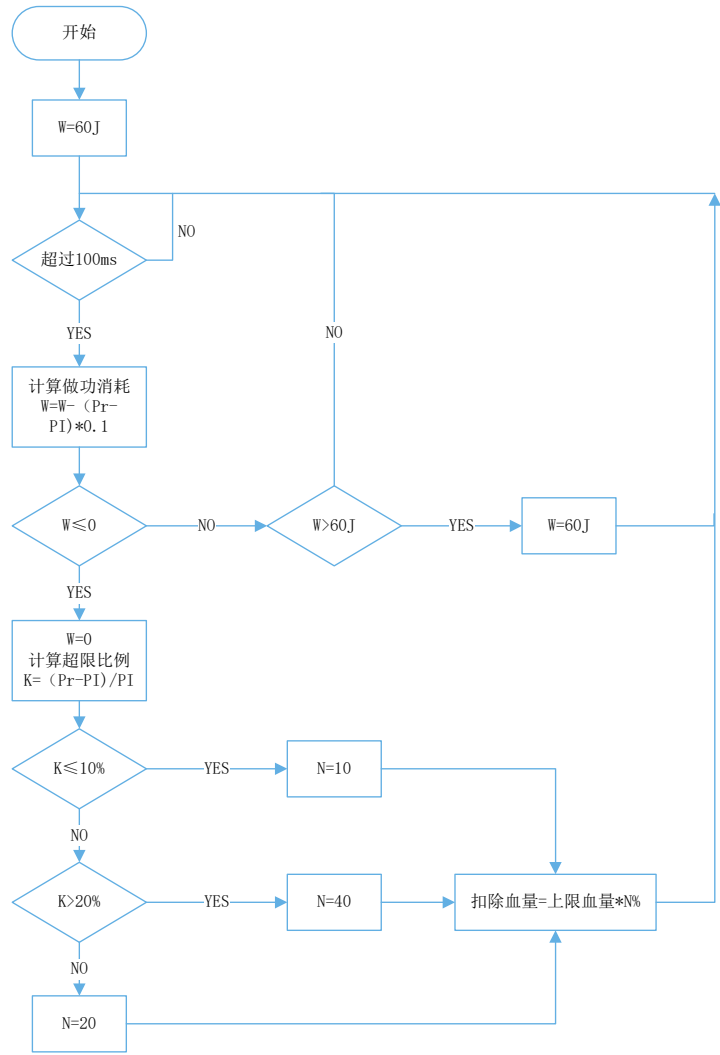 开始
W=60J
超过100ms
NO
YES
NO
计算做功消耗
W=W-（Pr-
PI)*0.1
W≤0
NO
W>60J
YES
W=60J
YES
W=0
计算超限比例
K=（Pr-PI)/PI
K≤10%
YES
N=10
NO
K>20%
YES
N=40
扣除血量=上限血量*N%
NO
N=20